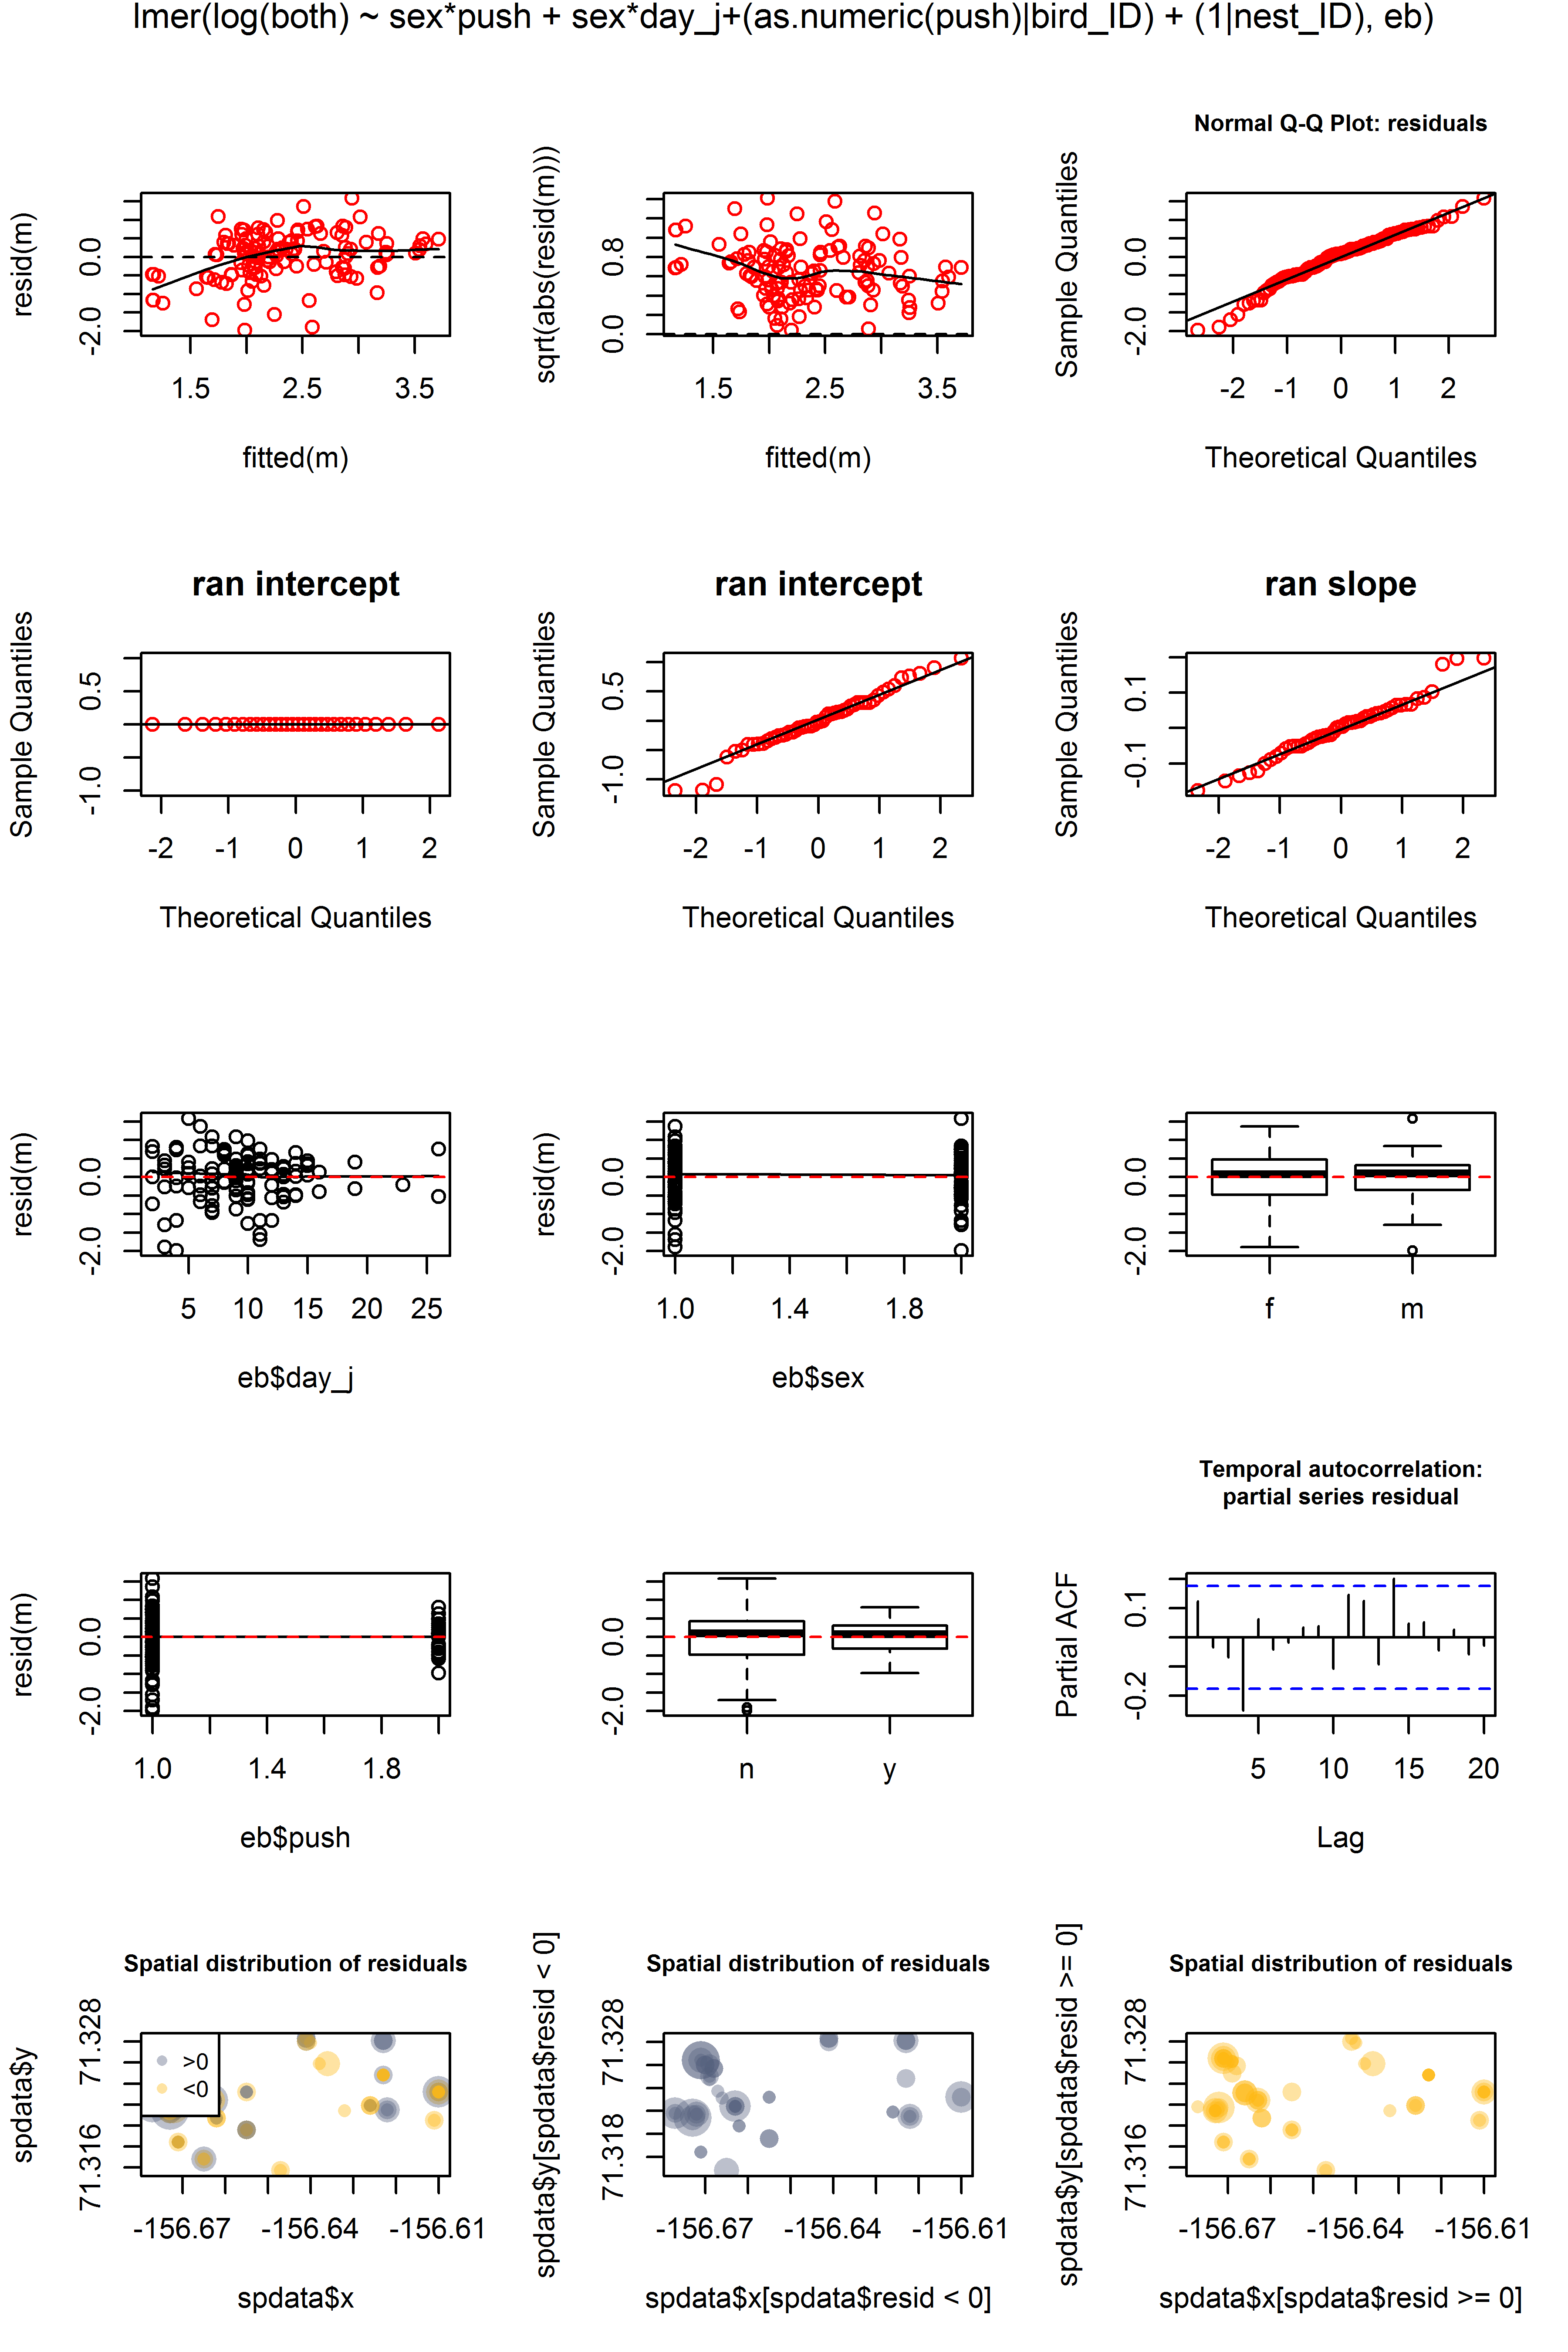 lmer(log(both) ~ sex*push + sex*day_j+(as.numeric(push)|bird_ID) + (1|nest_ID), eb)
resid(m)
0.0
-2.0
1.5 2.5 3.5
fitted(m)
sqrt(abs(resid(m)))
0.8
0.0
1.5 2.5 3.5
fitted(m)
Normal Q-Q Plot: residuals
Sample Quantiles
0.0
-2.0
-2 -1 0 1 2
Theoretical Quantiles
ran intercept
Sample Quantiles
0.5
-1.0
-2 -1 0 1 2
Theoretical Quantiles
ran intercept
Sample Quantiles
0.5
-1.0
-2 -1 0 1 2
Theoretical Quantiles
ran slope
Sample Quantiles
0.1
-0.1
-2 -1 0 1 2
Theoretical Quantiles
resid(m)
0.0
-2.0
5 10 15 20 25
eb$day_j
resid(m)
0.0
-2.0
1.0 1.4 1.8
eb$sex
0.0
-2.0
f m
resid(m)
0.0
-2.0
1.0 1.4 1.8
eb$push
0.0
-2.0
n y
Temporal autocorrelation:
partial series residual
Partial ACF
0.1
-0.2
5 10 15 20
Lag
Spatial distribution of residuals
spdata$y
71.328
71.316
>0
<0
-156.67 -156.64 -156.61
spdata$x
Spatial distribution of residuals
spdata$y[spdata$resid < 0]
71.328
71.318
-156.67 -156.64 -156.61
spdata$x[spdata$resid < 0]
Spatial distribution of residuals
spdata$y[spdata$resid >= 0]
71.328
71.316
-156.67 -156.64 -156.61
spdata$x[spdata$resid >= 0]